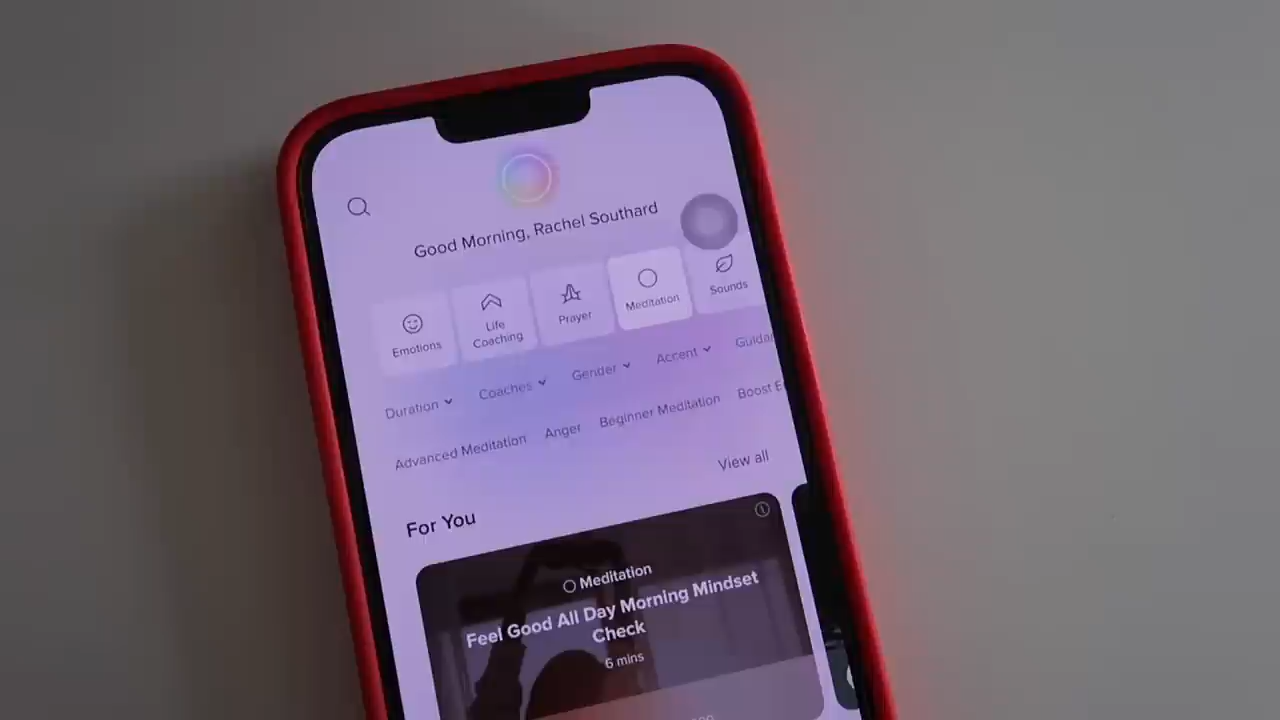 Good Morning, Rachel Southard
Emotions
Life
Coaching
Prayer
Meditation
Sounds
Duration
Coaches
Gender
Accent
Advanced Meditation
Anger
Beginner Meditation
Boost
View all
For You
Meditation
Feel Good All Day Morning Mindset
Check
6 mins